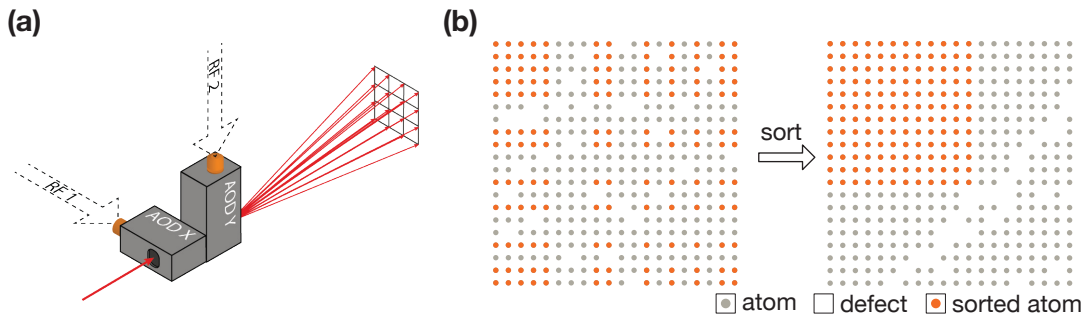 (a)
RF 2
RF 1
AOD X
AOD Y
(b)
sort
atom
defect
sorted atom